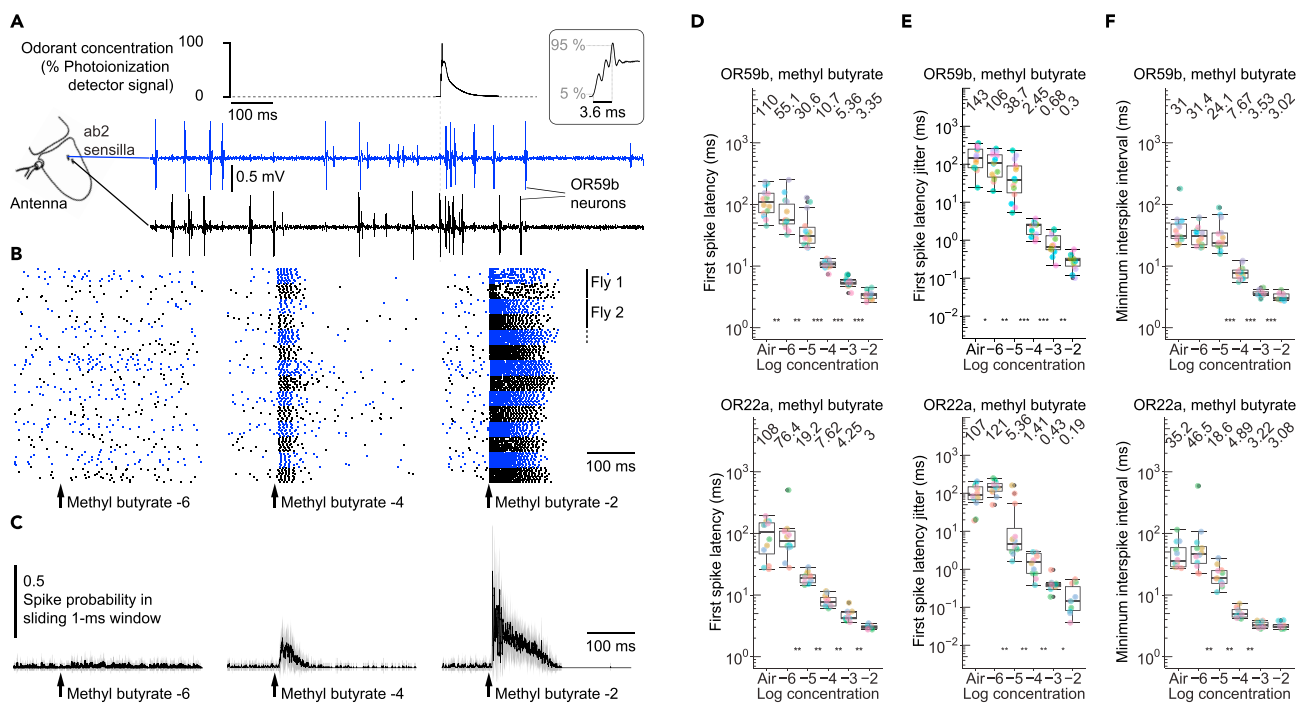 A
Odorant concentration
(% Photoionization
detector signal)
100
0
100 ms
95 %
5 %
3.6 ms
ab2
sensilla
Antenna
0.5 mV
OR59b
neurons
B
Fly 1
Fly 2
100 ms
Methyl butyrate -6
Methyl butyrate -4
Methyl butyrate -2
C
0.5
Spike probability in
sliding 1-ms window
100 ms
Methyl butyrate -6
Methyl butyrate -4
Methyl butyrate -2
D
OR59b, methyl butyrate
110 55.1 30.6 10.7 5.36 3.35
First spike latency (ms)
10³
10²
10¹
10⁰
** ** *** *** ***
Air −6 −5 −4 −3 −2
Log concentration
OR22a, methyl butyrate
108 76.4 19.2 7.62 4.25 3
First spike latency (ms)
10³
10²
10¹
10⁰
** ** ** **
Air −6 −5 −4 −3 −2
Log concentration
E
OR59b, methyl butyrate
143 106 38.7 2.45 0.68 0.3
First spike latency jitter (ms)
10³
10²
10¹
10⁰
10⁻¹
10⁻²
* ** *** *** **
Air −6 −5 −4 −3 −2
Log concentration
OR22a, methyl butyrate
107 121 5.36 1.41 0.43 0.19
First spike latency jitter (ms)
10³
10²
10¹
10⁰
10⁻¹
10⁻²
** ** ** *
Air −6 −5 −4 −3 −2
Log concentration
F
OR59b, methyl butyrate
31 31.4 24.1 7.67 3.53 3.02
Minimum interspike interval (ms)
10³
10²
10¹
10⁰
*** *** ***
Air −6 −5 −4 −3 −2
Log concentration
OR22a, methyl butyrate
35.2 46.5 18.6 4.89 3.22 3.08
Minimum interspike interval (ms)
10³
10²
10¹
10⁰
** ** **
Air −6 −5 −4 −3 −2
Log concentration